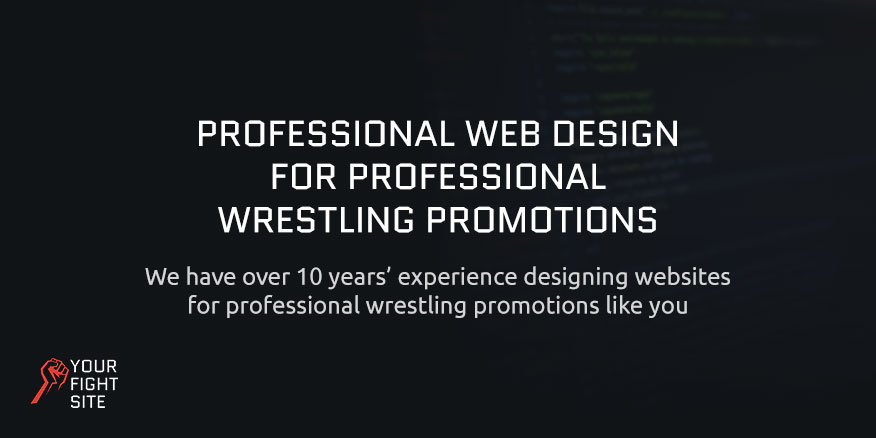 PROFESSIONAL WEB DESIGN
FOR PROFESSIONAL
WRESTLING PROMOTIONS
We have over 10 years’ experience designing websites
for professional wrestling promotions like you
YOUR
FIGHT
SITE